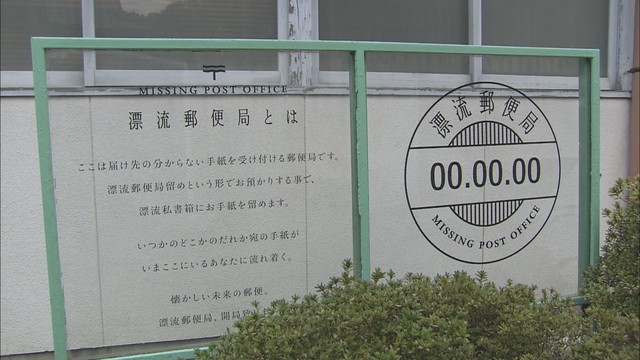 MISSING POST OFFICE
漂流郵便局とは
ここは届け先の分からない手紙を受け付ける郵便局です。
漂流郵便局留めという形でお預かりする事で、
漂流私書箱にお手紙を留めます。
いつかのどこかのだれか宛の手紙が
いまここにいるあなたに流れ着く。
懐かしい未来の郵便。
漂流郵便局、開局
漂流郵便局
00.00.00
MISSING POST OFFICE